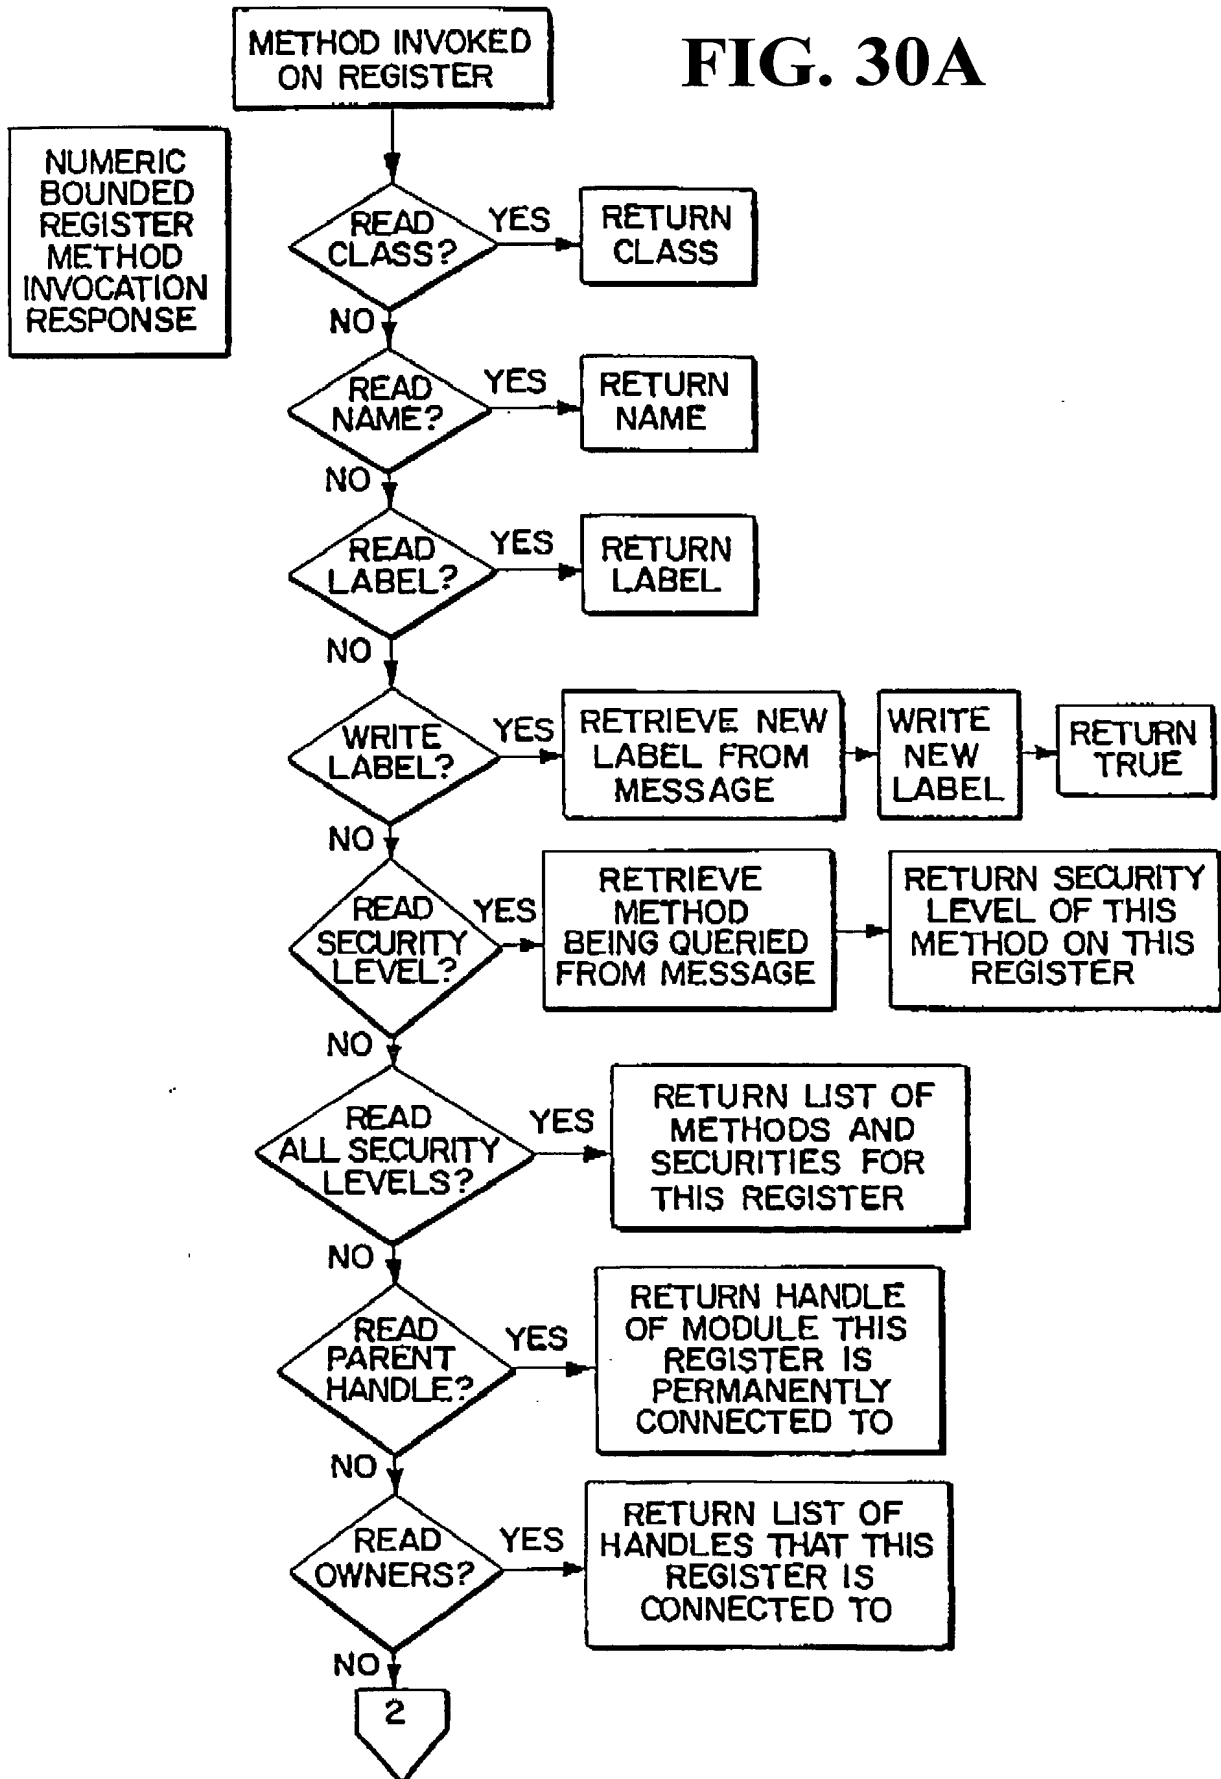 METHOD INVOKED
ON REGISTER
FIG. 30A
NUMERIC
BOUNDED
REGISTER
METHOD
INVOCATION
RESPONSE
READ
CLASS?
YES
RETURN
CLASS
NO
READ
NAME?
YES
RETURN
NAME
NO
READ
LABEL?
YES
RETURN
LABEL
NO
WRITE
LABEL?
YES
RETRIEVE NEW
LABEL FROM
MESSAGE
WRITE
NEW
LABEL
RETURN
TRUE
NO
READ
SECURITY
LEVEL?
YES
RETRIEVE
METHOD
BEING QUERIED
FROM MESSAGE
RETURN SECURITY
LEVEL OF THIS
METHOD ON THIS
REGISTER
NO
READ
ALL SECURITY
LEVELS?
YES
RETURN LIST OF
METHODS AND
SECURITIES FOR
THIS REGISTER
NO
READ
PARENT
HANDLE?
YES
RETURN HANDLE
OF MODULE THIS
REGISTER IS
PERMANENTLY
CONNECTED TO
NO
READ
OWNERS?
YES
RETURN LIST OF
HANDLES THAT THIS
REGISTER IS
CONNECTED TO
NO
2